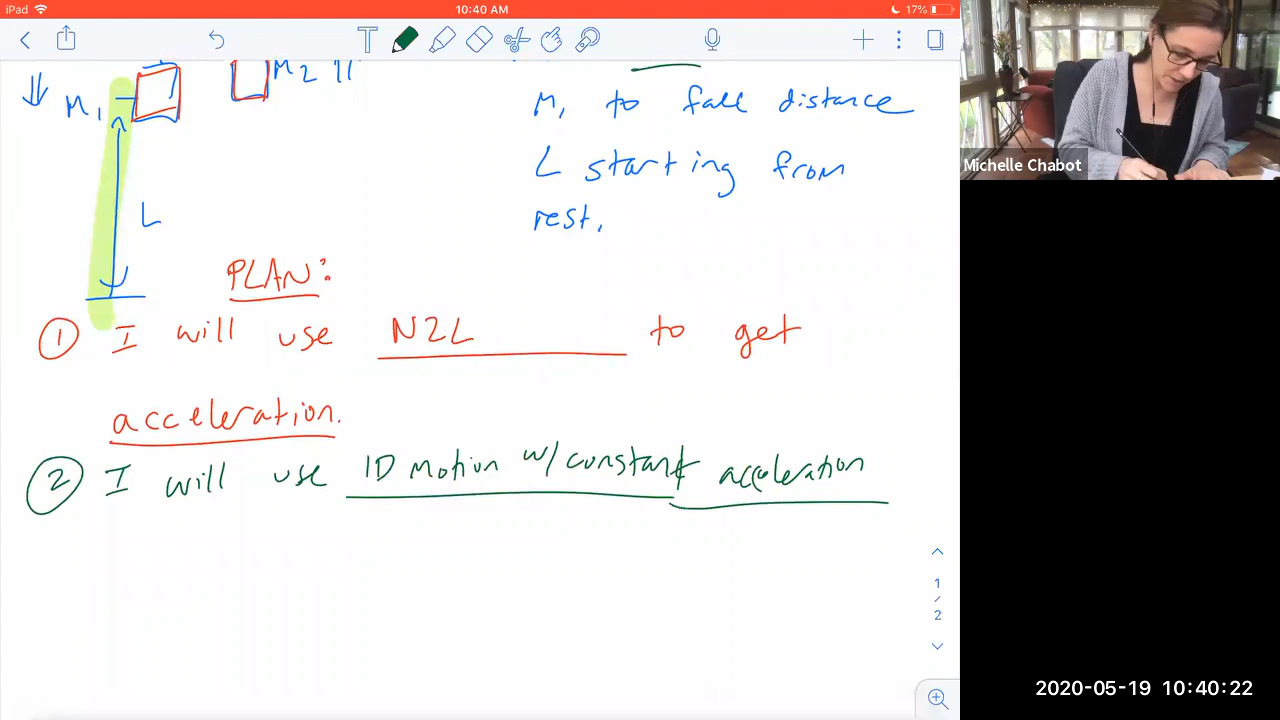 iPad
10:40 AM
17%
M₁
M₂
M₁ to fall distance
L starting from
rest.
L
PLAN:
① I will use N2L to get
acceleration.
② I will use 1D motion w/constant acceleration
1
/
2
Michelle Chabot
2020-05-19 10:40:22